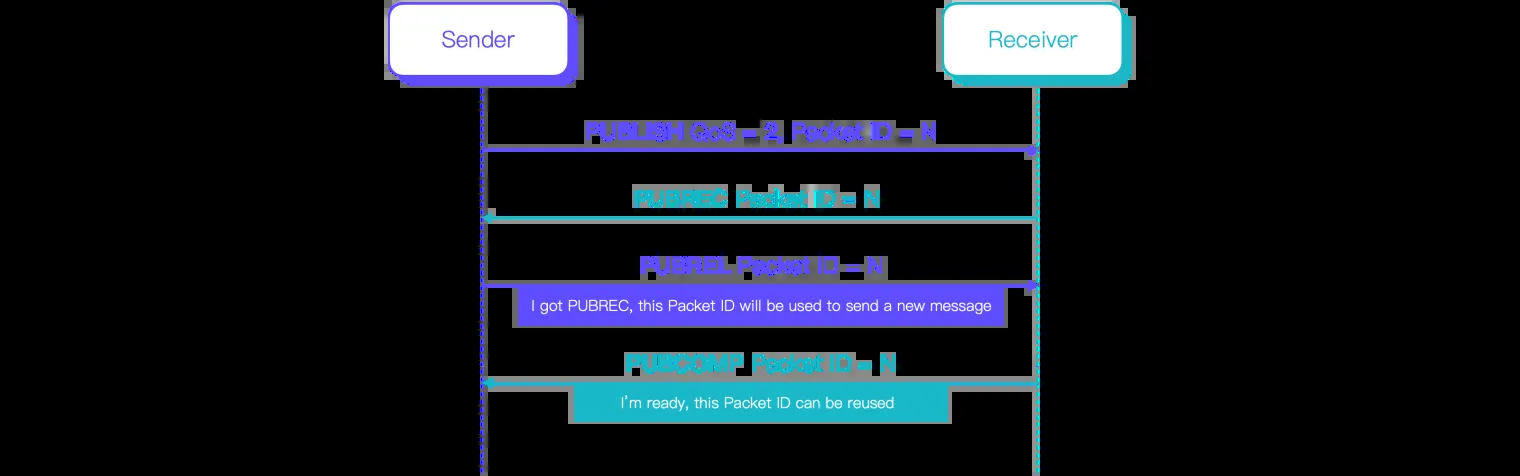 Sender
Receiver
PUBLISH QoS = 2, Packet ID = N
PUBREC Packet ID = N
PUBREL Packet ID = N
I got PUBREC, this Packet ID will be used to send a new message
PUBCOMP Packet ID = N
I'm ready, this Packet ID can be reused